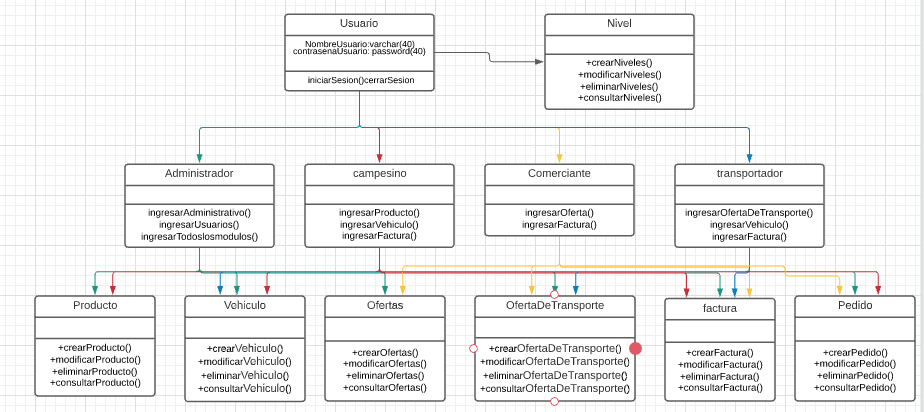 Usuario
NombreUsuario:varchar(40)
contrasenaUsuario: password(40)
iniciarSesion()cerrarSesion
Nivel
+crearNiveles()
+modificarNiveles()
+eliminarNiveles()
+consultarNiveles()
Administrador
ingresarAdministrativo()
ingresarUsuarios()
ingresarTodoslosmodulos()
campesino
ingresarProducto()
ingresarVehiculo()
ingresarFactura()
Comerciante
ingresarOferta()
ingresarFactura()
transportador
ingresarOfertaDeTransporte()
ingresarVehiculo()
ingresarFactura()
Producto
+crearProducto()
+modificarProducto()
+eliminarProducto()
+consultarProducto()
Vehiculo
+crearVehiculo()
+modificarVehiculo()
+eliminarVehiculo()
+consultarVehiculo()
Ofertas
+crearOfertas()
+modificarOfertas()
+eliminarOfertas()
+consultarOfertas()
OfertaDeTransporte
+crearOfertaDeTransporte()
+modificarOfertaDeTransporte()
+eliminarOfertaDeTransporte()
+consultarOfertaDeTransporte()
factura
+crearFactura()
+modificarFactura()
+eliminarFactura()
+consultarFactura()
Pedido
+crearPedido()
+modificarPedido()
+eliminarPedido()
+consultarPedido()